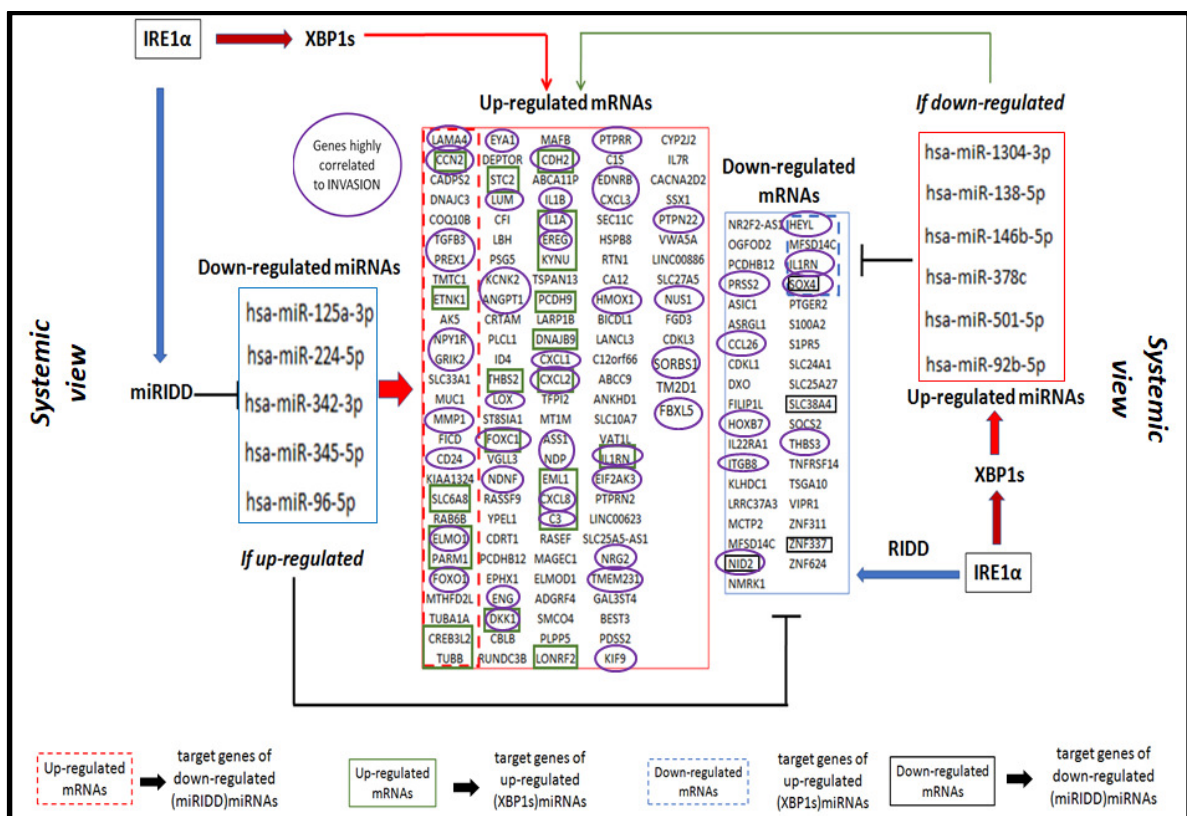 IRE1α
XBP1s
Genes highly
correlated
to INVASION
Systemic
view
miRIDD
Down-regulated miRNAs
hsa-miR-125a-3p
hsa-miR-224-5p
hsa-miR-342-3p
hsa-miR-345-5p
hsa-miR-96-5p
If up-regulated
Up-regulated mRNAs
LAMA4 EYA1 MAFB PTPRR CYP2J2
CCN2 DEPTOR CDH2 C1S IL7R
CADPS2 STC2 ABCA11P EDNRB CACNA2D2
DNAJC3 LUM IL1B CXCL3 SSX1
COQ10B CFI IL1A SEC11C PTPN22
TGFB3 LBH EREG HSPB8 VWA5A
PREX1 PSG5 KYNU RTN1 LINC00886
TMTC1 KCNK2 TSPAN13 CA12 SLC27A5
ETNK1 ANGPT1 PCDH9 HMOX1 NUS1
AK5 CRTAM LARP1B BICDL1 FGD3
NPY1R PLCL1 DNAJB9 LANCL3 CDKL3
GRIK2 ID4 CXCL1 C12orf66 SORBS1
SLC33A1 THBS2 CXCL2 ABCC9 TM2D1
MUC1 LOX TFPI2 ANKHD1 FBXL5
MMP1 ST8SIA1 MT1M SLC10A7
FICD FOXC1 ASS1 VAT1L
CD24 VGLL3 NDP IL1RN
KIAA1324 NDNF EML1 EIF2AK3
SLC6A8 RASSF9 CXCL8 PTPRN2
RAB6B YPEL1 C3 LINC00623
ELMO1 CDRT1 RASEF SLC25A5-AS1
PARM1 PCDHB12 MAGEC1 NRG2
FOXO1 EPHX1 ELMOD1 TMEM231
MTHFD2L ENG ADGRF4 GAL3ST4
TUBA1A DKK1 SMCO4 BEST3
CREB3L2 CBLB PLPP5 PDSS2
TUBB RUNDC3B LONRF2 KIF9
Down-regulated
mRNAs
NR2F2-AS1 HEYL
OGFOD2 MFSD14C
PCDHB12 IL1RN
PRSS2 SOX4
ASIC1 PTGER2
ASRGL1 S100A2
CCL26 S1PR5
CDKL1 SLC24A1
DXO SLC25A27
FILIP1L SLC38A4
HOXB7 SOCS2
IL22RA1 THBS3
ITGB8 TNFRSF14
KLHDC1 TSGA10
LRRC37A3 VIPR1
MCTP2 ZNF311
MFSD14C ZNF337
NID2 ZNF624
NMRK1
If down-regulated
hsa-miR-1304-3p
hsa-miR-138-5p
hsa-miR-146b-5p
hsa-miR-378c
hsa-miR-501-5p
hsa-miR-92b-5p
Up-regulated miRNAs
XBP1s
RIDD
IRE1α
Systemic
view
Up-regulated
mRNAs
target genes of
down-regulated
(miRIDD)miRNAs
Up-regulated
mRNAs
target genes of
up-regulated
(XBP1s)miRNAs
Down-regulated
mRNAs
target genes of
up-regulated
(XBP1s)miRNAs
Down-regulated
mRNAs
target genes of
down-regulated
(miRIDD)miRNAs